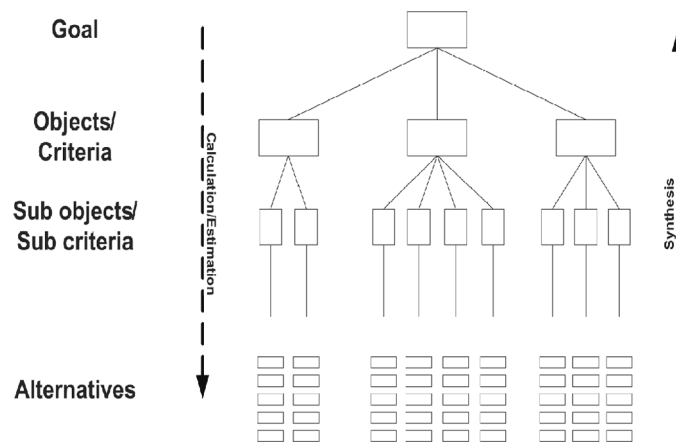 Goal
Objects/
Criteria
Sub objects/
Sub criteria
Alternatives
Calculation/Estimation
Synthesis